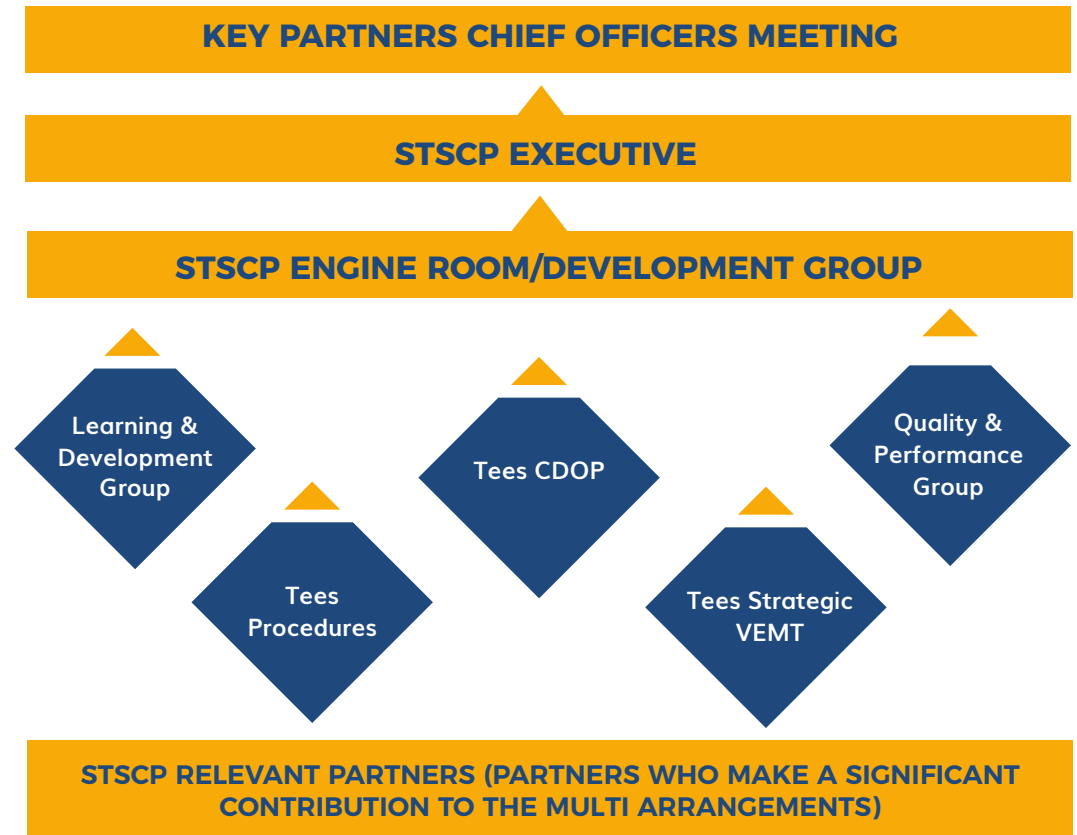 KEY PARTNERS CHIEF OFFICERS MEETING
STSCP EXECUTIVE
STSCP ENGINE ROOM/DEVELOPMENT GROUP
Learning &
Development
Group
Tees
Procedures
Tees CDOP
Tees Strategic
VEMT
Quality &
Performance
Group
STSCP RELEVANT PARTNERS (PARTNERS WHO MAKE A SIGNIFICANT
CONTRIBUTION TO THE MULTI ARRANGEMENTS)